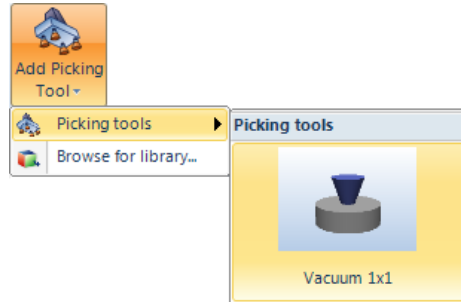 Add Picking
Tool
Picking tools
Picking tools
Browse for library...
Vacuum 1x1